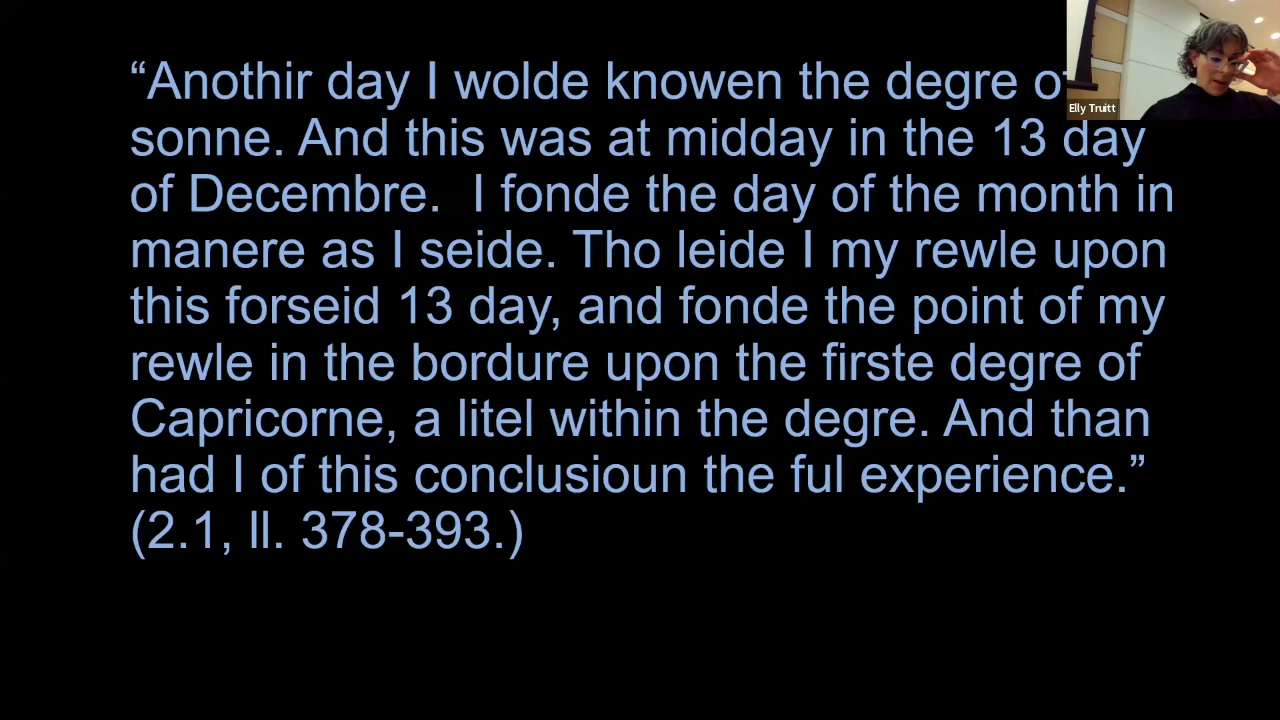 “Anothir day I wolde knowen the degre of
sonne. And this was at midday in the 13 day
of Decembre. I fonde the day of the month in
manere as I seide. Tho leide I my rewle upon
this forseid 13 day, and fonde the point of my
rewle in the bordure upon the firste degre of
Capricorne, a litel within the degre. And than
had I of this conclusioun the ful experience.”
(2.1, ll. 378-393.)
Elly Truitt